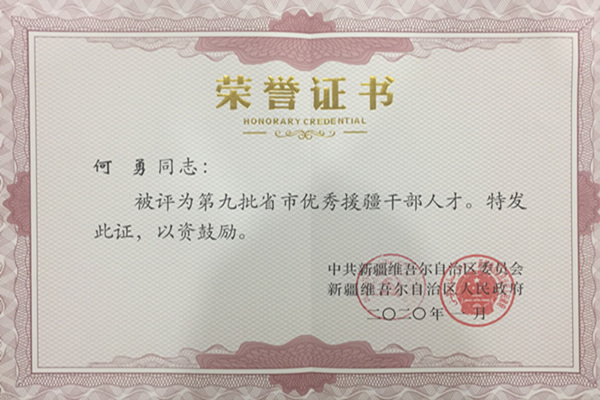 荣誉证书
HONORARY CREDENTIAL
何 勇同志：
被评为第九批省市优秀援疆干部人才。特发
此证，以资鼓励。
中共新疆维吾尔自治区委员会
新疆维吾尔自治区人民政府
二〇二〇年一月